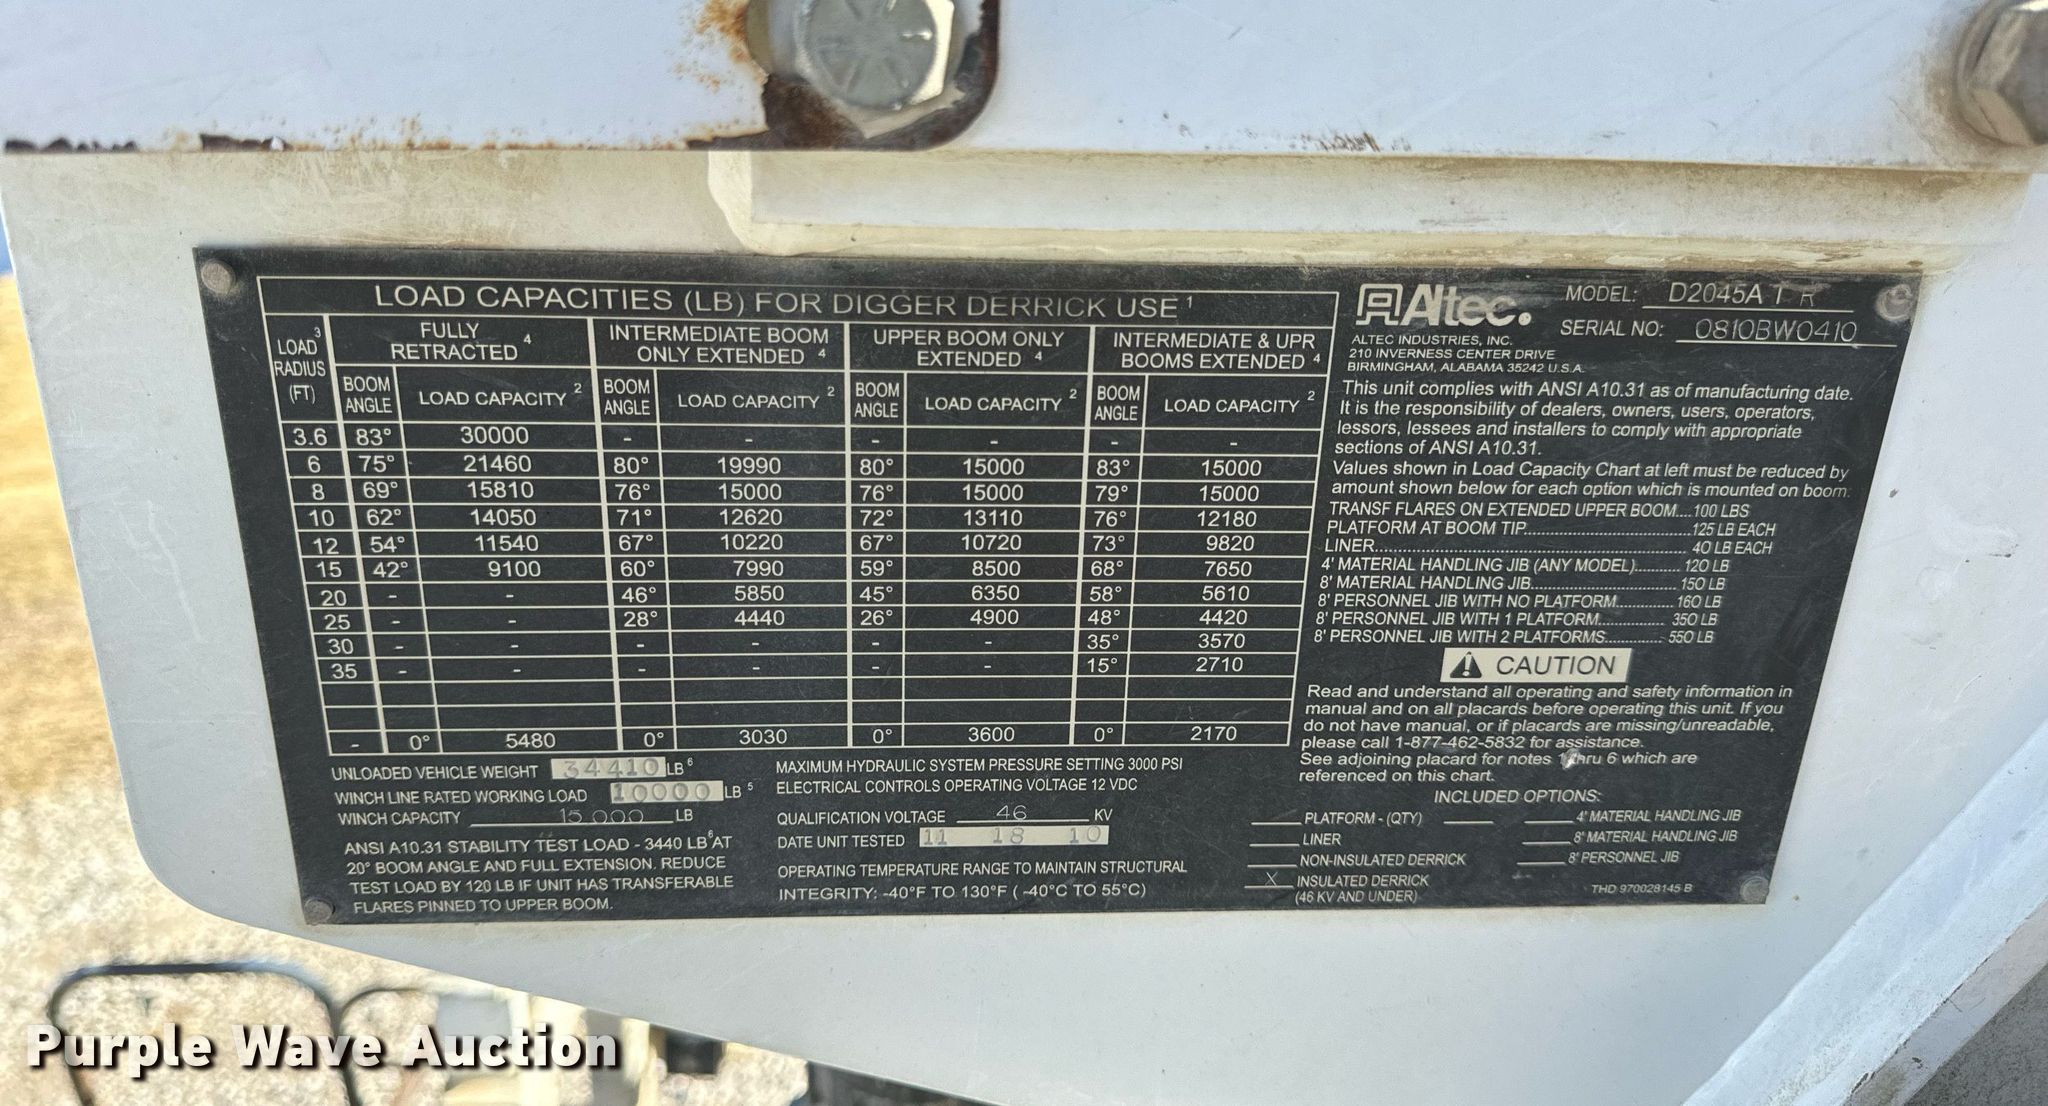 LOAD CAPACITIES (LB) FOR DIGGER DERRICK USE 1
LOAD 3 RADIUS (FT) | FULLY RETRACTED 4 | INTERMEDIATE BOOM ONLY EXTENDED 4 | UPPER BOOM ONLY EXTENDED 4 | INTERMEDIATE & UPR BOOMS EXTENDED 4
BOOM ANGLE | LOAD CAPACITY 2 | BOOM ANGLE | LOAD CAPACITY 2 | BOOM ANGLE | LOAD CAPACITY 2 | BOOM ANGLE | LOAD CAPACITY 2
3.6 83° 30000 - - - - - -
6 75° 21460 80° 19990 80° 15000 83° 15000
8 69° 15810 76° 15000 76° 15000 79° 15000
10 62° 14050 71° 12620 72° 13110 76° 12180
12 54° 11540 67° 10220 67° 10720 73° 9820
15 42° 9100 60° 7990 59° 8500 68° 7650
20 - - 46° 5850 45° 6350 58° 5610
25 - - 28° 4440 26° 4900 48° 4420
30 - - - - - - 35° 3570
35 - - - - - - 15° 2710
- 0° 5480 0° 3030 0° 3600 0° 2170
UNLOADED VEHICLE WEIGHT 34410 LB 6
WINCH LINE RATED WORKING LOAD 10000 LB 5
WINCH CAPACITY 15,000 LB
ANSI A10.31 STABILITY TEST LOAD - 3440 LB 6 AT
20° BOOM ANGLE AND FULL EXTENSION. REDUCE
TEST LOAD BY 120 LB IF UNIT HAS TRANSFERABLE
FLARES PINNED TO UPPER BOOM.
MAXIMUM HYDRAULIC SYSTEM PRESSURE SETTING 3000 PSI
ELECTRICAL CONTROLS OPERATING VOLTAGE 12 VDC
QUALIFICATION VOLTAGE 46 KV
DATE UNIT TESTED 11 18 10
OPERATING TEMPERATURE RANGE TO MAINTAIN STRUCTURAL
INTEGRITY: -40°F TO 130°F ( -40°C TO 55°C)
Altec.
MODEL: D2045A T R
SERIAL NO: 0810BW0410
ALTEC INDUSTRIES, INC.
210 INVERNESS CENTER DRIVE
BIRMINGHAM, ALABAMA 35242 U.S.A.
This unit complies with ANSI A10.31 as of manufacturing date.
It is the responsibility of dealers, owners, users, operators,
lessors, lessees and installers to comply with appropriate
sections of ANSI A10.31.
Values shown in Load Capacity Chart at left must be reduced by
amount shown below for each option which is mounted on boom:
TRANSF FLARES ON EXTENDED UPPER BOOM....100 LBS
PLATFORM AT BOOM TIP....125 LB EACH
LINER....40 LB EACH
4' MATERIAL HANDLING JIB (ANY MODEL)....120 LB
8' MATERIAL HANDLING JIB....150 LB
8' PERSONNEL JIB WITH NO PLATFORM....160 LB
8' PERSONNEL JIB WITH 1 PLATFORM....350 LB
8' PERSONNEL JIB WITH 2 PLATFORMS....550 LB
CAUTION
Read and understand all operating and safety information in
manual and on all placards before operating this unit. If you
do not have manual, or if placards are missing/unreadable,
please call 1-877-462-5832 for assistance.
See adjoining placard for notes 1 thru 6 which are
referenced on this chart.
INCLUDED OPTIONS:
PLATFORM - (QTY) ____ 4' MATERIAL HANDLING JIB
LINER ____ 8' MATERIAL HANDLING JIB
NON-INSULATED DERRICK ____ 8' PERSONNEL JIB
X INSULATED DERRICK
(46 KV AND UNDER)
THD 970028145 B
Purple Wave Auction